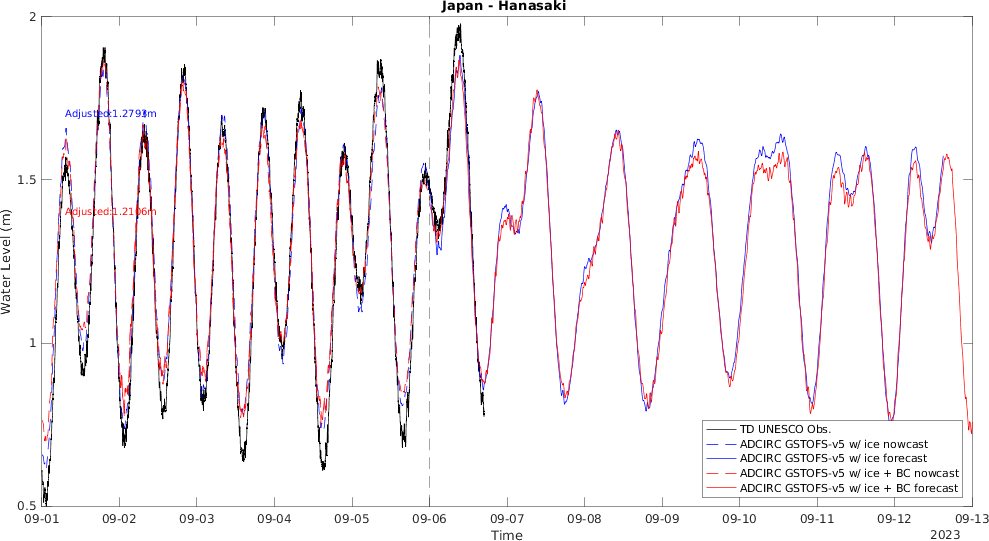 Japan - Hanasaki
2
1.5
1
0.5
Water Level (m)
Adjusted:1.2793m
Adjusted:1.2106m
TD UNESCO Obs.
ADCIRC GSTOFS-v5 w/ ice nowcast
ADCIRC GSTOFS-v5 w/ ice forecast
ADCIRC GSTOFS-v5 w/ ice + BC nowcast
ADCIRC GSTOFS-v5 w/ ice + BC forecast
09-01 09-02 09-03 09-04 09-05 09-06 09-07 09-08 09-09 09-10 09-11 09-12 09-13
Time
2023